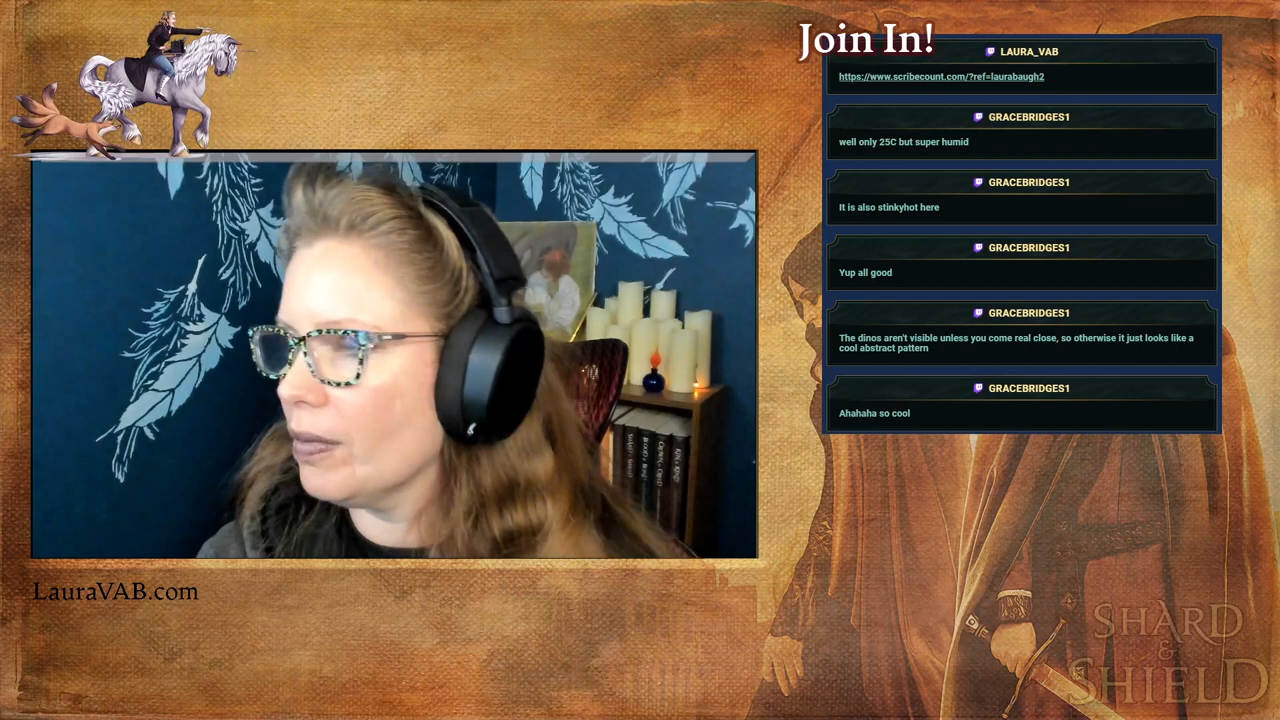 Join In!
LAURA_VAB
https://www.scribecount.com/?ref=laurabaugh2
GRACEBRIDGES1
well only 25C but super humid
GRACEBRIDGES1
It is also stinkyhot here
GRACEBRIDGES1
Yup all good
GRACEBRIDGES1
The dinos aren't visible unless you come real close, so otherwise it just looks like a
cool abstract pattern
GRACEBRIDGES1
Ahahaha so cool
LauraVAB.com
SHARD
&
SHIELD